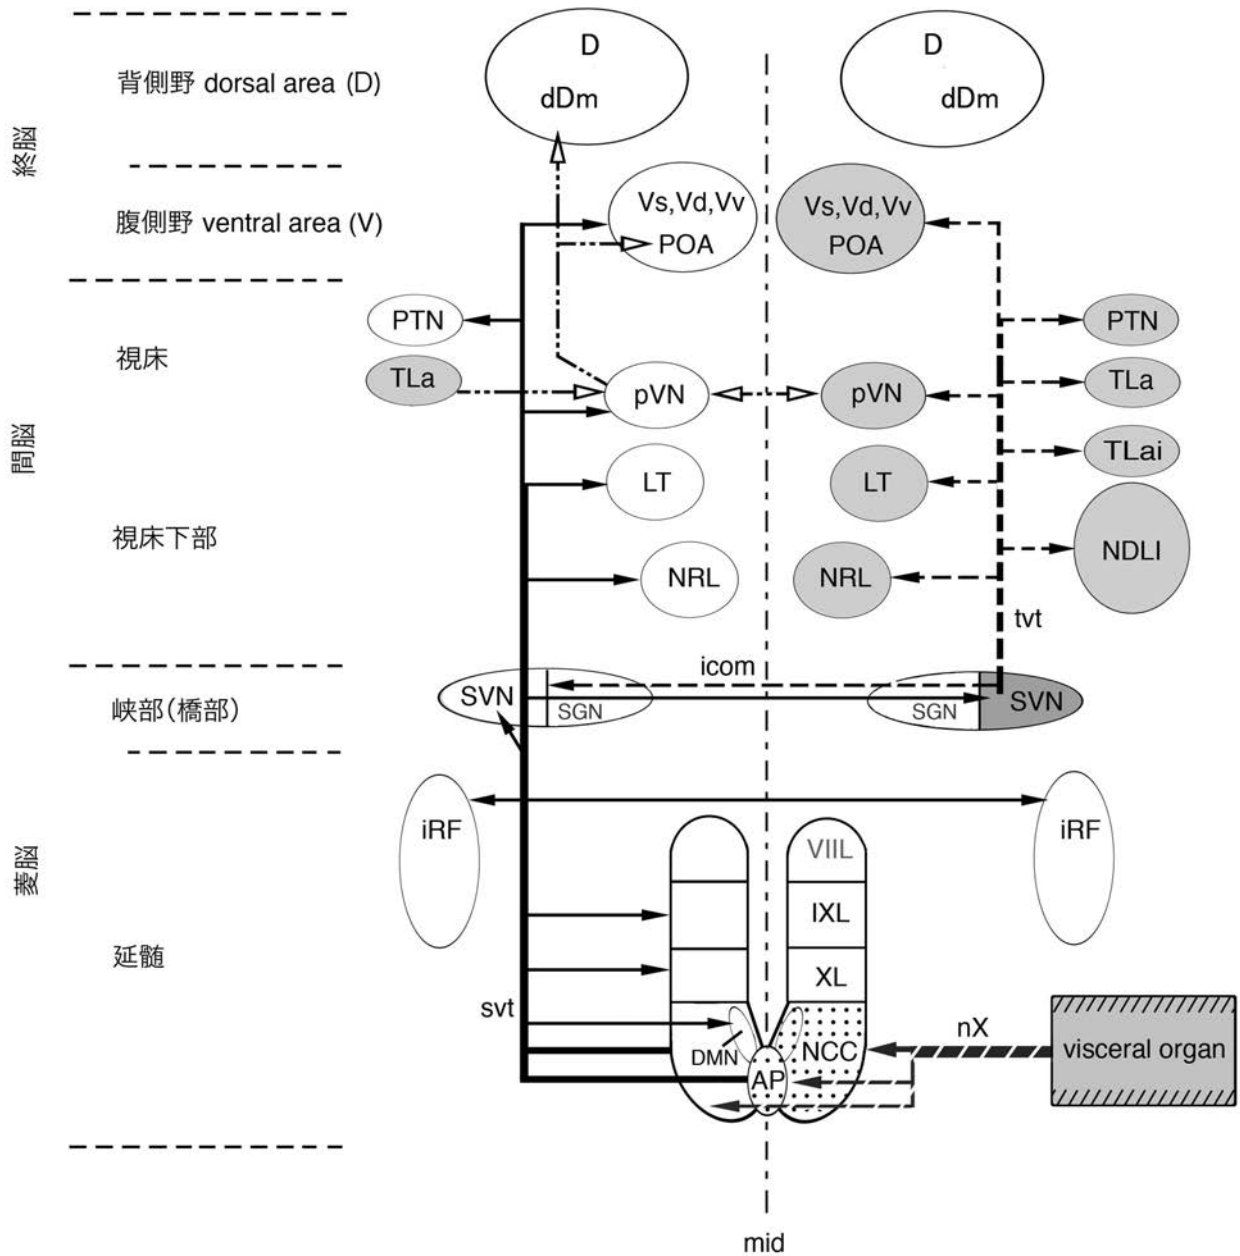 終脳
背側野 dorsal area (D)
D
D
dDm
dDm
腹側野 ventral area (V)
Vs,Vd,Vv
POA
Vs,Vd,Vv
POA
間脳
視床
PTN
PTN
TLa
pVN
pVN
TLa
TLai
LT
LT
視床下部
NRL
NRL
NDLI
tvt
icom
峡部(橋部)
SVN
SGN
SGN
SVN
菱脳
iRF
iRF
VIIL
IXL
延髄
XL
svt
DMN
NCC
nX
visceral organ
AP
mid